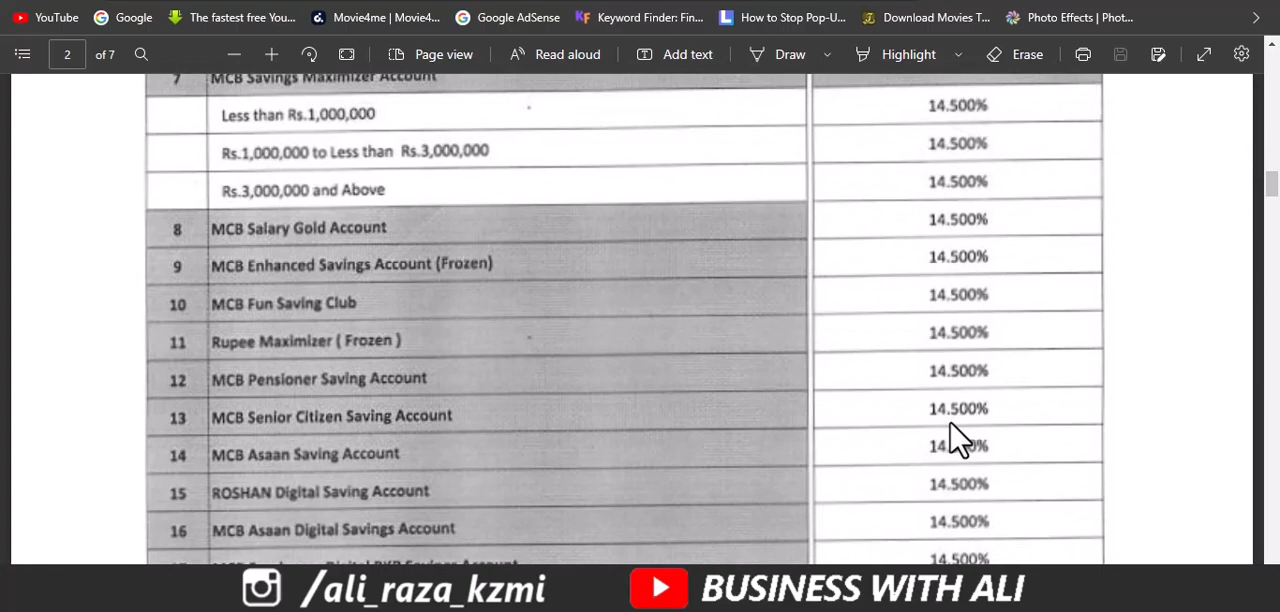 YouTube Google The fastest free You... Movie4me | Movie4... Google AdSense Keyword Finder: Fin... How to Stop Pop-U... Download Movies T... Photo Effects | Phot...
2 of 7 Page view Read aloud Add text Draw Highlight Erase
7 MCB Savings Maximizer Account
Less than Rs.1,000,000 14.500%
Rs.1,000,000 to Less than Rs.3,000,000 14.500%
Rs.3,000,000 and Above 14.500%
8 MCB Salary Gold Account 14.500%
9 MCB Enhanced Savings Account (Frozen) 14.500%
10 MCB Fun Saving Club 14.500%
11 Rupee Maximizer ( Frozen ) 14.500%
12 MCB Pensioner Saving Account 14.500%
13 MCB Senior Citizen Saving Account 14.500%
14 MCB Asaan Saving Account
15 ROSHAN Digital Saving Account 14.500%
16 MCB Asaan Digital Savings Account 14.500%
14.500%
/ali_raza_kzmi BUSINESS WITH ALI